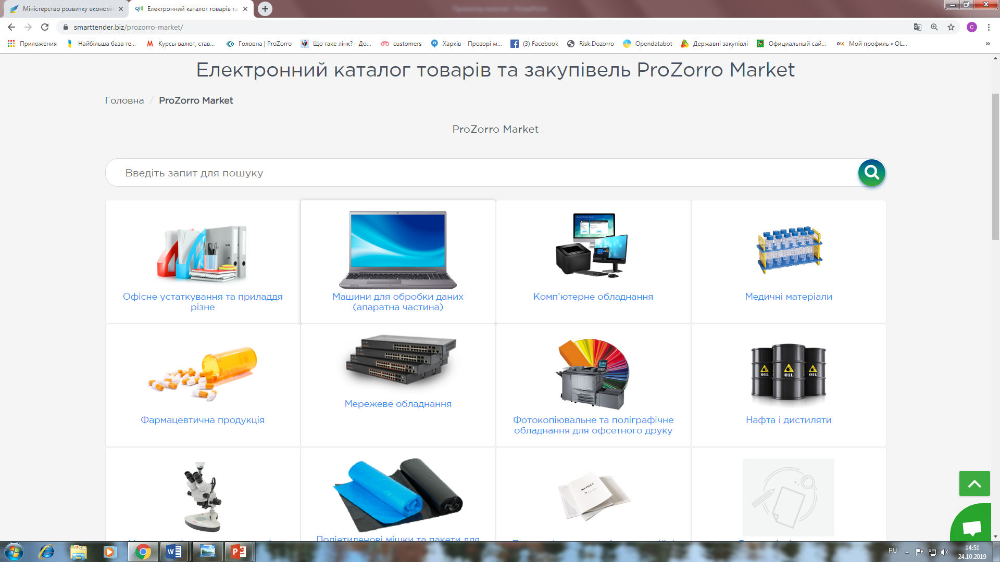 Міністерство розвитку економі
Електронний каталог товарів та
smarttender.biz/prozorro-market/
C
Приложения
Найбільша база те...
Курсы валют, став...
Головна | ProZorro
Що таке лінк? - До...
customers
Харків – Прозорі м...
(3) Facebook
Risk.Dozorro
Opendatabot
Державні закупівлі
Официальный сай...
Мой профиль • OL...
Електронний каталог товарів та закупівель ProZorro Market
Головна / ProZorro Market
ProZorro Market
Введіть запит для пошуку
Офісне устаткування та приладдя
різне
Машини для обробки даних
(апаратна частина)
Комп'ютерне обладнання
Медичні матеріали
OIL OIL OIL
Фармацевтична продукція
Мережеве обладнання
Фотокопіювальне та поліграфічне
обладнання для офсетного друку
Нафта і дистиляти
ЖУРНАЛ
Поліетиленові мішки та пакети для
RU
14:51
24.10.2019